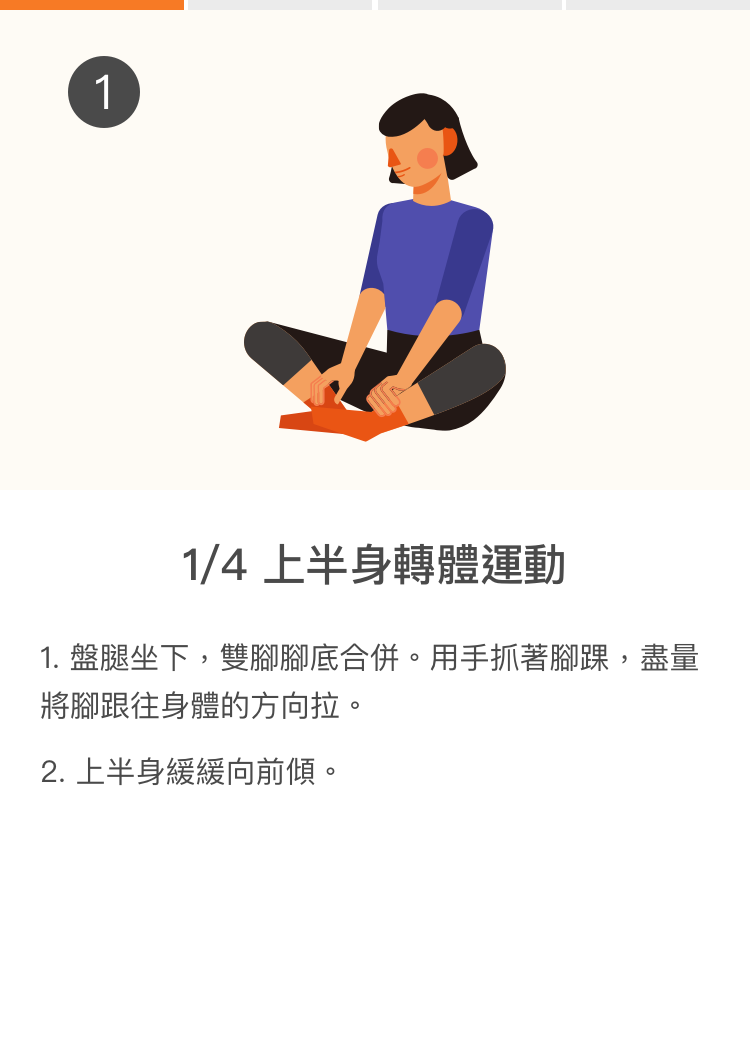 1
1/4 上半身轉體運動
1. 盤腿坐下，雙腳腳底合併。用手抓著腳踝，盡量
將腳跟往身體的方向拉。
2. 上半身緩緩向前傾。